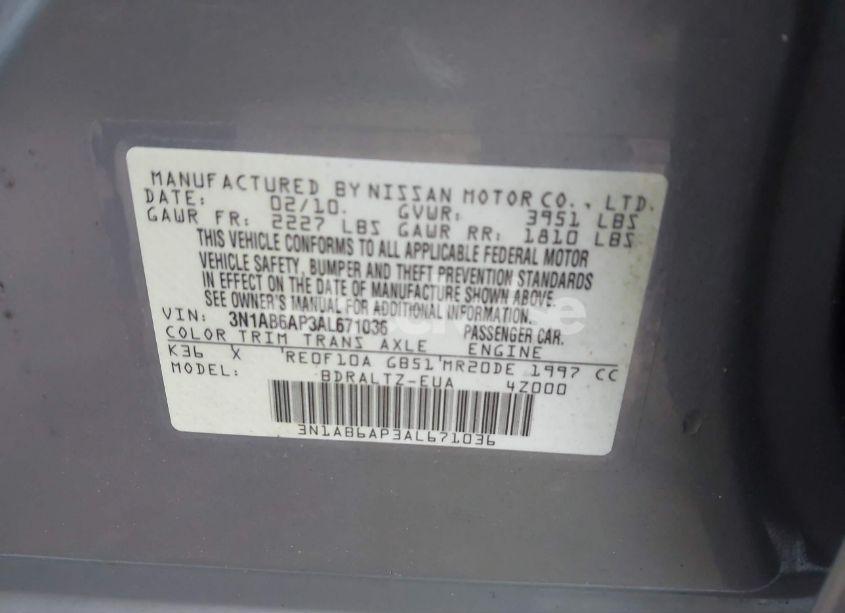 MANUFACTURED BY NISSAN MOTOR CO., LTD.
DATE: 02/10. GVWR: 3951 LBS
GAWR FR: 2227 LBS GAWR RR: 1810 LBS
THIS VEHICLE CONFORMS TO ALL APPLICABLE FEDERAL MOTOR
VEHICLE SAFETY, BUMPER AND THEFT PREVENTION STANDARDS
IN EFFECT ON THE DATE OF MANUFACTURE SHOWN ABOVE.
SEE OWNER'S MANUAL FOR ADDITIONAL INFORMATION.
VIN: 3N1AB6AP3AL671036 PASSENGER CAR.
COLOR TRIM TRANS AXLE ENGINE
K36 X 'RE0F10A GB51'MR20DE 1997 CC
MODEL: BDRALTZ-EUA 4Z000
3N1AB6AP3AL671036